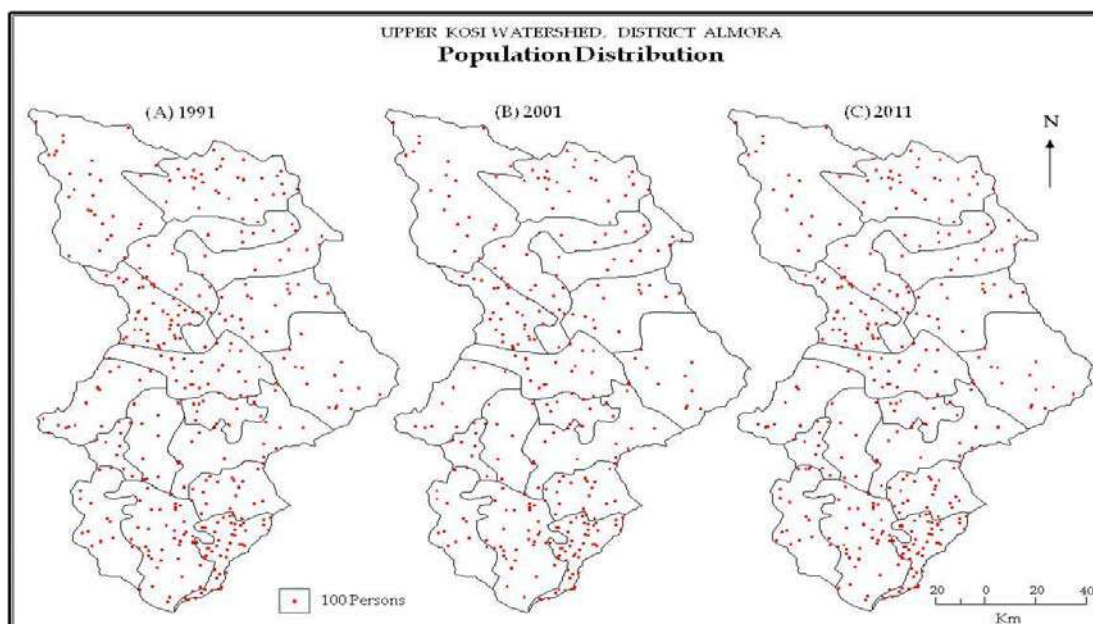 UPPER KOSI WATERSHED, DISTRICT ALMORA
Population Distribution
(A) 1991
(B) 2001
(C) 2011
N
100 Persons
20 0 20 40
Km